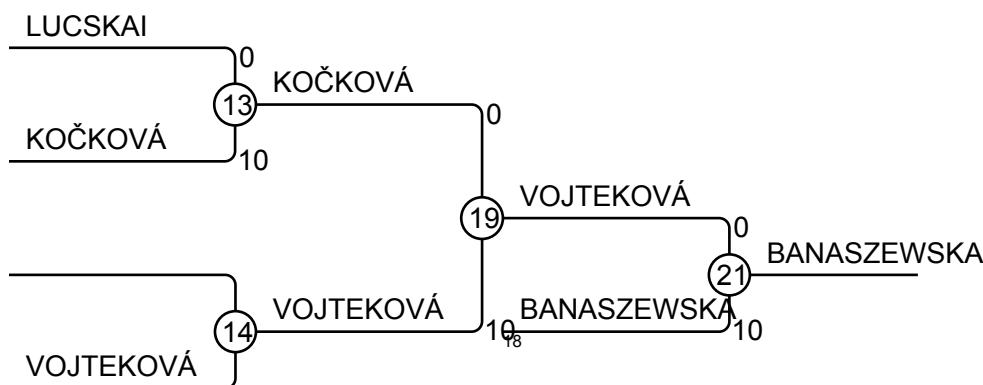 LUCSKAI
0
13
KOČKOVÁ
0
KOČKOVÁ
10
19
VOJTEKOVÁ
0
21
BANASZEWSKA
14
VOJTEKOVÁ
10
18
BANASZEWSKA
10
VOJTEKOVÁ